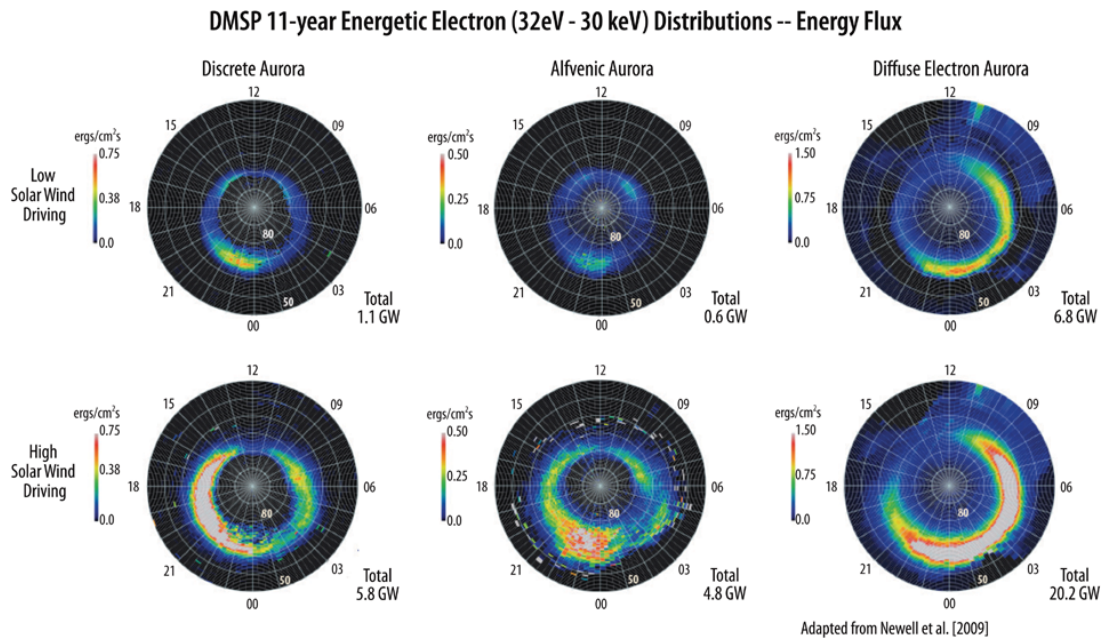 DMSP 11-year Energetic Electron (32eV - 30 keV) Distributions -- Energy Flux
Discrete Aurora
Alfvenic Aurora
Diffuse Electron Aurora
Low
Solar Wind
Driving
ergs/cm²s
0.75
0.38
0.0
12
15
09
18
06
80
21
03
50
00
Total
1.1 GW
ergs/cm²s
0.50
0.25
0.0
12
15
09
18
06
80
21
03
50
00
Total
0.6 GW
ergs/cm²s
1.50
0.75
0.0
12
15
09
18
06
80
21
03
50
00
Total
6.8 GW
High
Solar Wind
Driving
ergs/cm²s
0.75
0.38
0.0
12
15
09
18
06
80
21
03
50
00
Total
5.8 GW
ergs/cm²s
0.50
0.25
0.0
12
15
09
18
06
80
21
03
50
00
Total
4.8 GW
ergs/cm²s
1.50
0.75
0.0
12
15
09
18
06
80
21
03
50
00
Total
20.2 GW
Adapted from Newell et al. [2009]